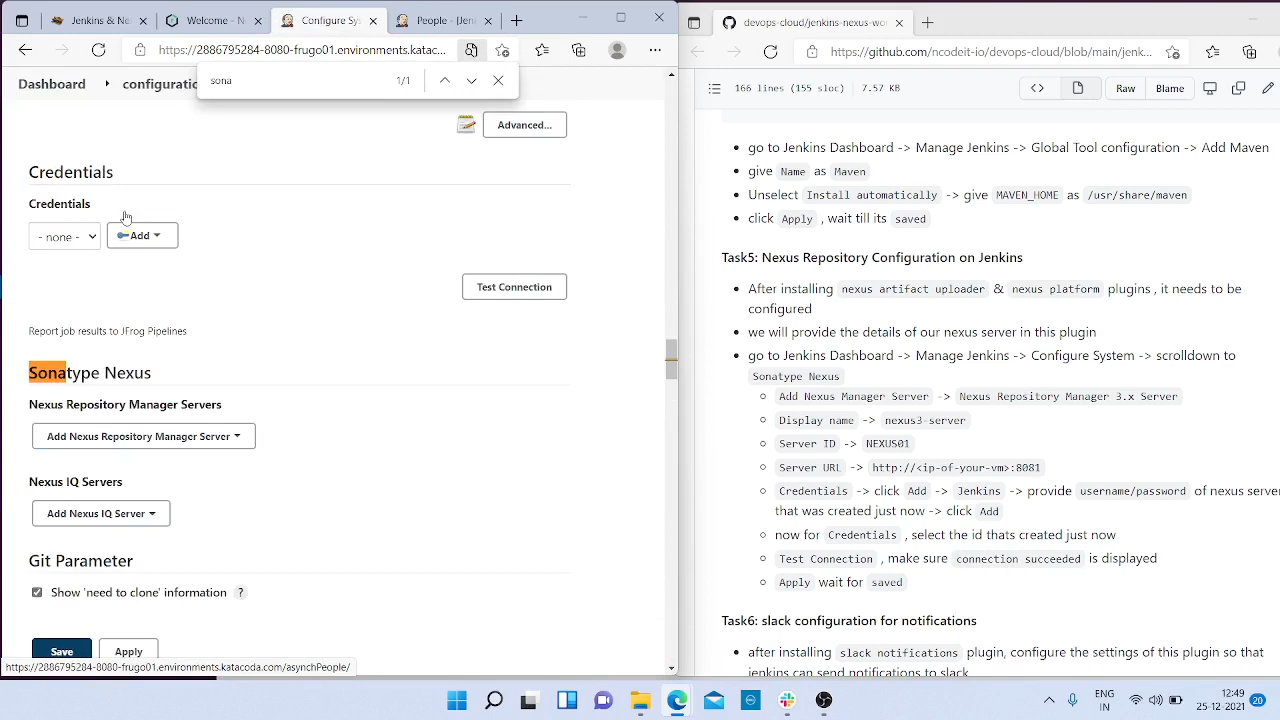 Jenkins & Ne
Welcome - N
Configure Sy
People - [Jen
https://2886795284-8080-frugo01.environments.katac...
Dashboard
configuratio
sona
1/1
Advanced...
Credentials
Credentials
- none -
Add
Test Connection
Report job results to JFrog Pipelines
Sonatype Nexus
Nexus Repository Manager Servers
Add Nexus Repository Manager Server
Nexus IQ Servers
Add Nexus IQ Server
Git Parameter
Show 'need to clone' information ?
Save
Apply
https://2886795284-8080-frugo01.environments.katacoda.com/asynchPeople/
devops-cloud/jenkins-nexus-wo
https://github.com/ncodeit-io/devops-cloud/blob/main/jenk...
166 lines (155 sloc) 7.57 KB
Raw
Blame
go to Jenkins Dashboard -> Manage Jenkins -> Global Tool configuration -> Add Maven
give Name as Maven
Unselect Install automatically -> give MAVEN_HOME as /usr/share/maven
click Apply , wait till its saved
Task5: Nexus Repository Configuration on Jenkins
After installing nexus artifact uploader & nexus platform plugins , it needs to be
configured
we will provide the details of our nexus server in this plugin
go to Jenkins Dashboard -> Manage Jenkins -> Configure System -> scrolldown to
Sonatype Nexus
Add Nexus Manager Server -> Nexus Repository Manager 3.x Server
Display name -> nexus3-server
Server ID -> NEXUS01
Server URL -> http://<ip-of-your-vm>:8081
Credentials -> click Add -> Jenkins -> provide username/password of nexus server
that was created just now -> click Add
now for Credentials , select the id thats created just now
Test Connection , make sure connection succeeded is displayed
Apply wait for saved
Task6: slack configuration for notifications
after installing slack notifications plugin, configure the settings of this plugin so that
jenkins can send notifications to slack
ENG
IN
12:49
25-12-2021
20